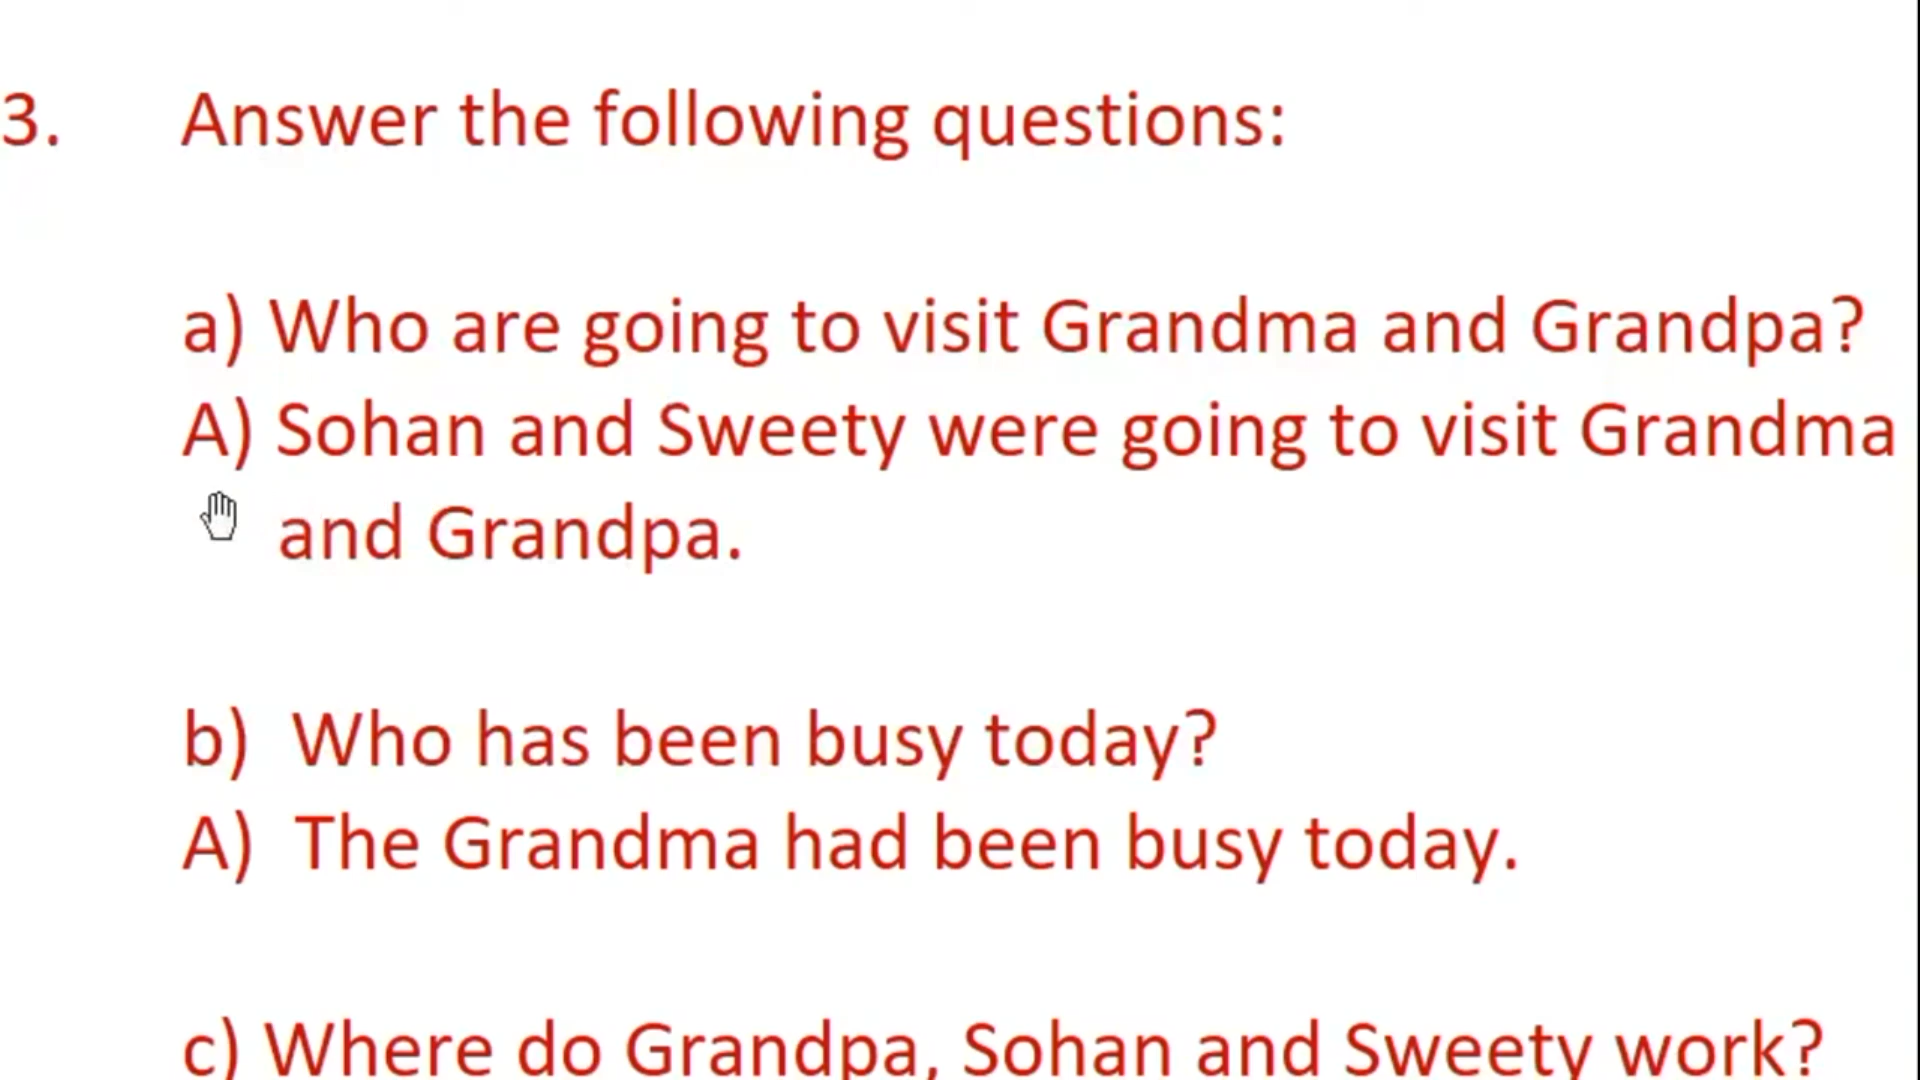 3. Answer the following questions:
a) Who are going to visit Grandma and Grandpa?
A) Sohan and Sweety were going to visit Grandma
and Grandpa.
b) Who has been busy today?
A) The Grandma had been busy today.
c) Where do Grandpa, Sohan and Sweety work?